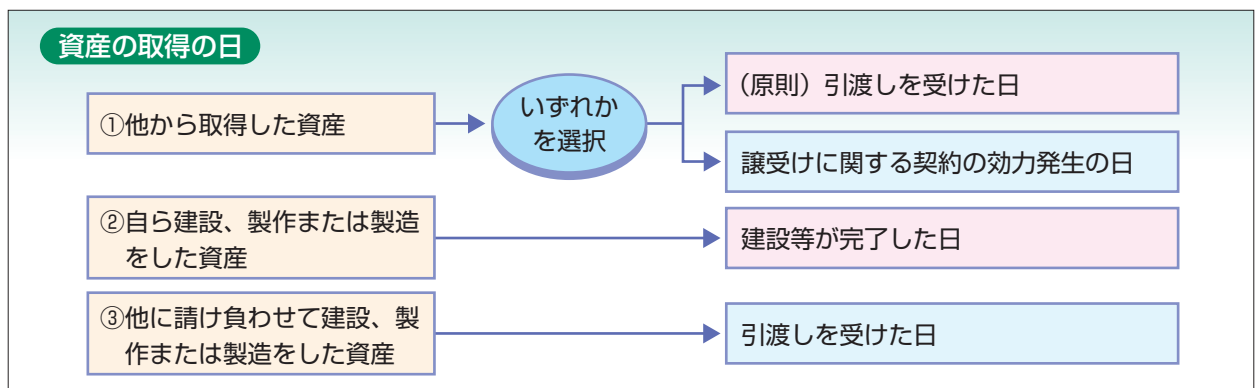 資産の取得の日
①他から取得した資産
いずれか
を選択
（原則）引渡しを受けた日
譲受けに関する契約の効力発生の日
②自ら建設、製作または製造
をした資産
建設等が完了した日
③他に請け負わせて建設、製
作または製造をした資産
引渡しを受けた日